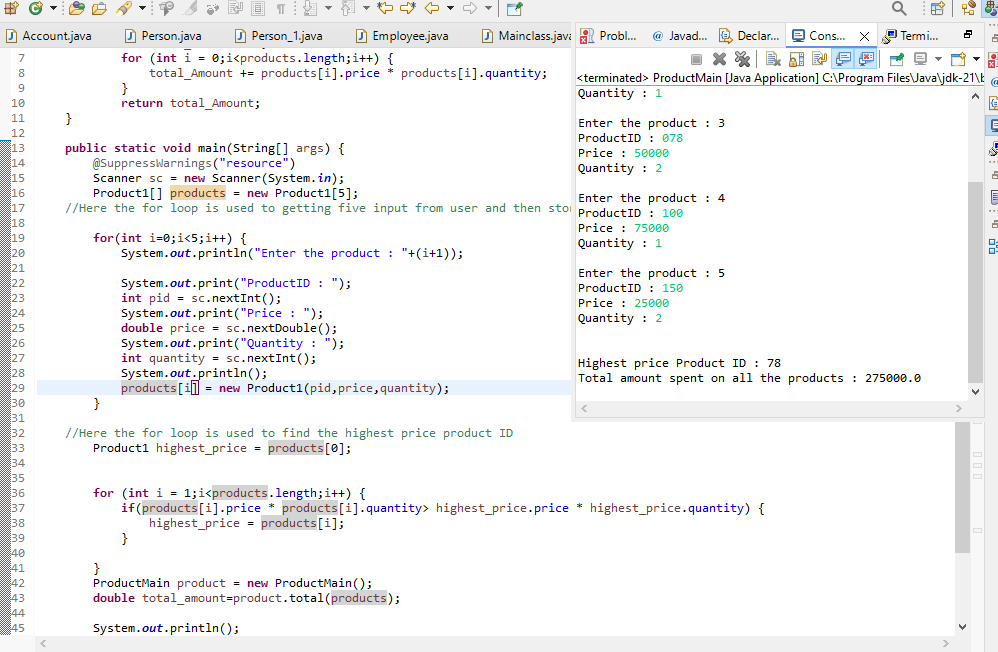 Account.java
Person.java
Person_1.java
Employee.java
Mainclass.java
Probl...
Javad...
Declar...
Cons...
Termi...
7 for (int i = 0;i<products.length;i++) {
8 total_Amount += products[i].price * products[i].quantity;
9 }
10 return total_Amount;
11 }
12
13 public static void main(String[] args) {
14 @SuppressWarnings("resource")
15 Scanner sc = new Scanner(System.in);
16 Product1[] products = new Product1[5];
17 //Here the for loop is used to getting five input from user and then sto
18
19 for(int i=0;i<5;i++) {
20 System.out.println("Enter the product : "+(i+1));
21
22 System.out.print("ProductID : ");
23 int pid = sc.nextInt();
24 System.out.print("Price : ");
25 double price = sc.nextDouble();
26 System.out.print("Quantity : ");
27 int quantity = sc.nextInt();
28 System.out.println();
29 products[i] = new Product1(pid,price,quantity);
30 }
31
32 //Here the for loop is used to find the highest price product ID
33 Product1 highest_price = products[0];
34
35
36 for (int i = 1;i<products.length;i++) {
37 if(products[i].price * products[i].quantity> highest_price.price * highest_price.quantity) {
38 highest_price = products[i];
39 }
40
41 }
42 ProductMain product = new ProductMain();
43 double total_amount=product.total(products);
44
45 System.out.println();
<terminated> ProductMain [Java Application] C:\Program Files\Java\jdk-21\b
Quantity : 1
Enter the product : 3
ProductID : 078
Price : 50000
Quantity : 2
Enter the product : 4
ProductID : 100
Price : 75000
Quantity : 1
Enter the product : 5
ProductID : 150
Price : 25000
Quantity : 2
Highest price Product ID : 78
Total amount spent on all the products : 275000.0